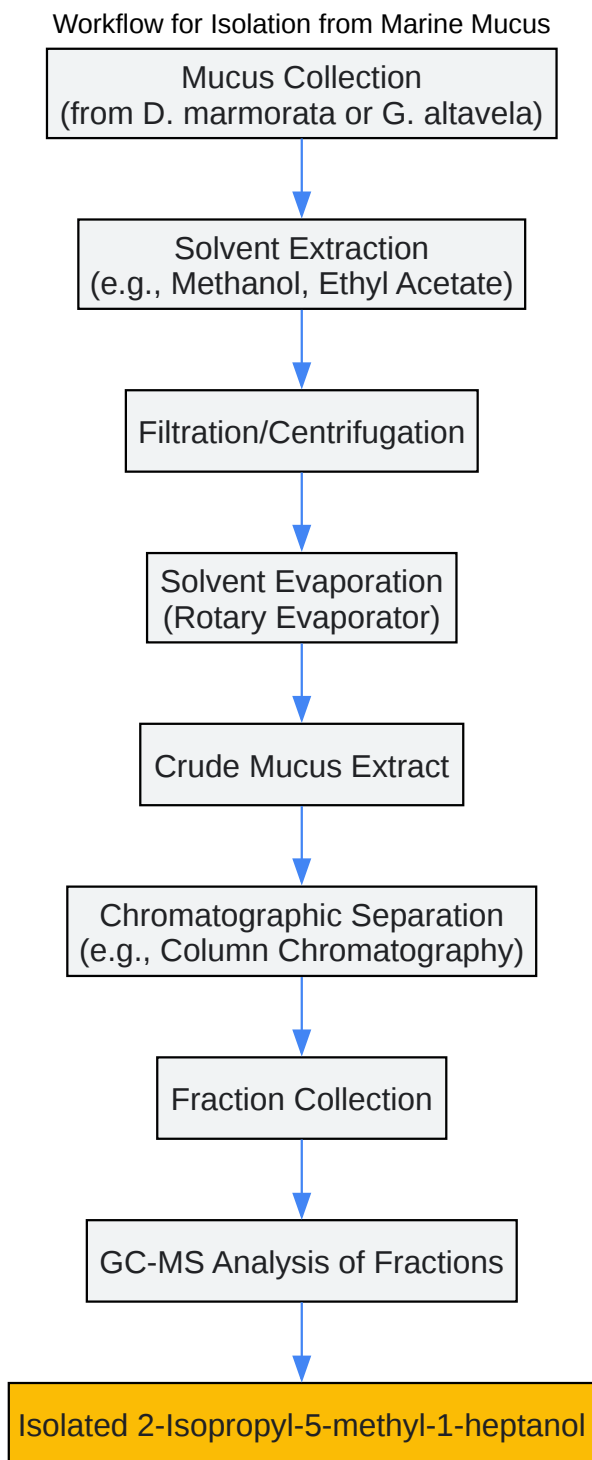 Workflow for Isolation from Marine Mucus
Mucus Collection
(from D. marmorata or G. altavela)
Solvent Extraction
(e.g., Methanol, Ethyl Acetate)
Filtration/Centrifugation
Solvent Evaporation
(Rotary Evaporator)
Crude Mucus Extract
Chromatographic Separation
(e.g., Column Chromatography)
Fraction Collection
GC-MS Analysis of Fractions
Isolated 2-Isopropyl-5-methyl-1-heptanol